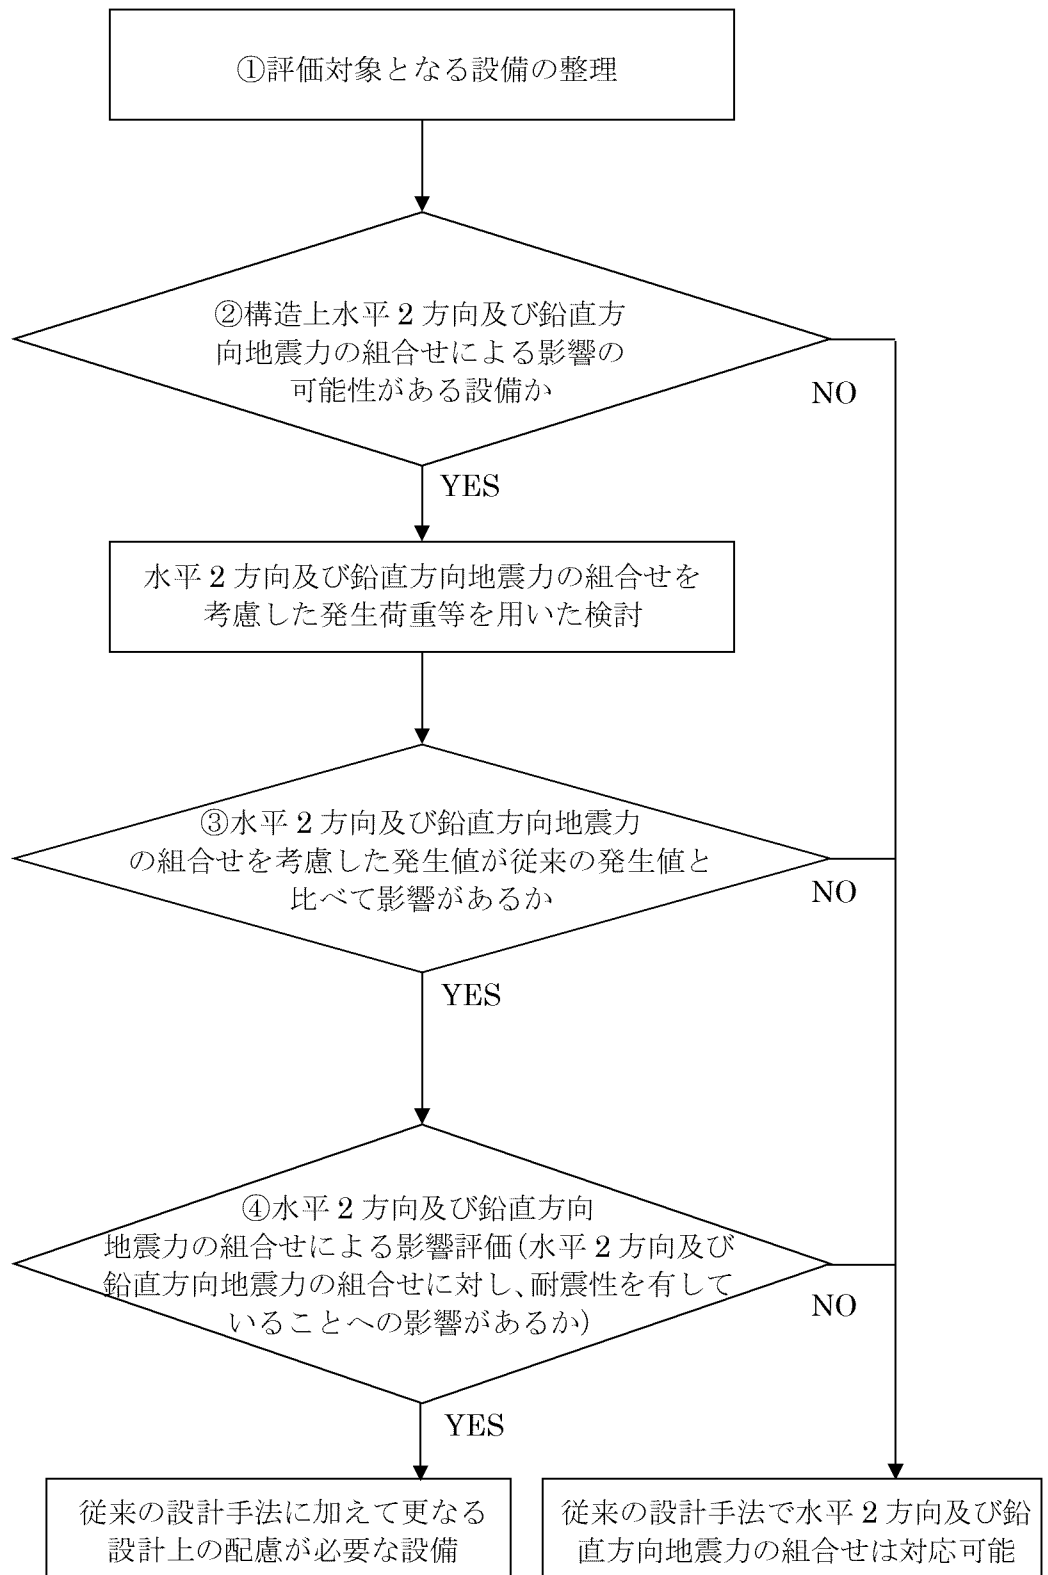 ①評価対象となる設備の整理
②構造上水平２方向及び鉛直方
向地震力の組合せによる影響の
可能性がある設備か
NO
YES
水平２方向及び鉛直方向地震力の組合せを
考慮した発生荷重等を用いた検討
③水平２方向及び鉛直方向地震力
の組合せを考慮した発生値が従来の発生値と
比べて影響があるか
NO
YES
④水平２方向及び鉛直方向
地震力の組合せによる影響評価（水平２方向及び
鉛直方向地震力の組合せに対し、耐震性を有して
いることへの影響があるか）
NO
YES
従来の設計手法に加えて更なる
設計上の配慮が必要な設備
従来の設計手法で水平２方向及び鉛
直方向地震力の組合せは対応可能